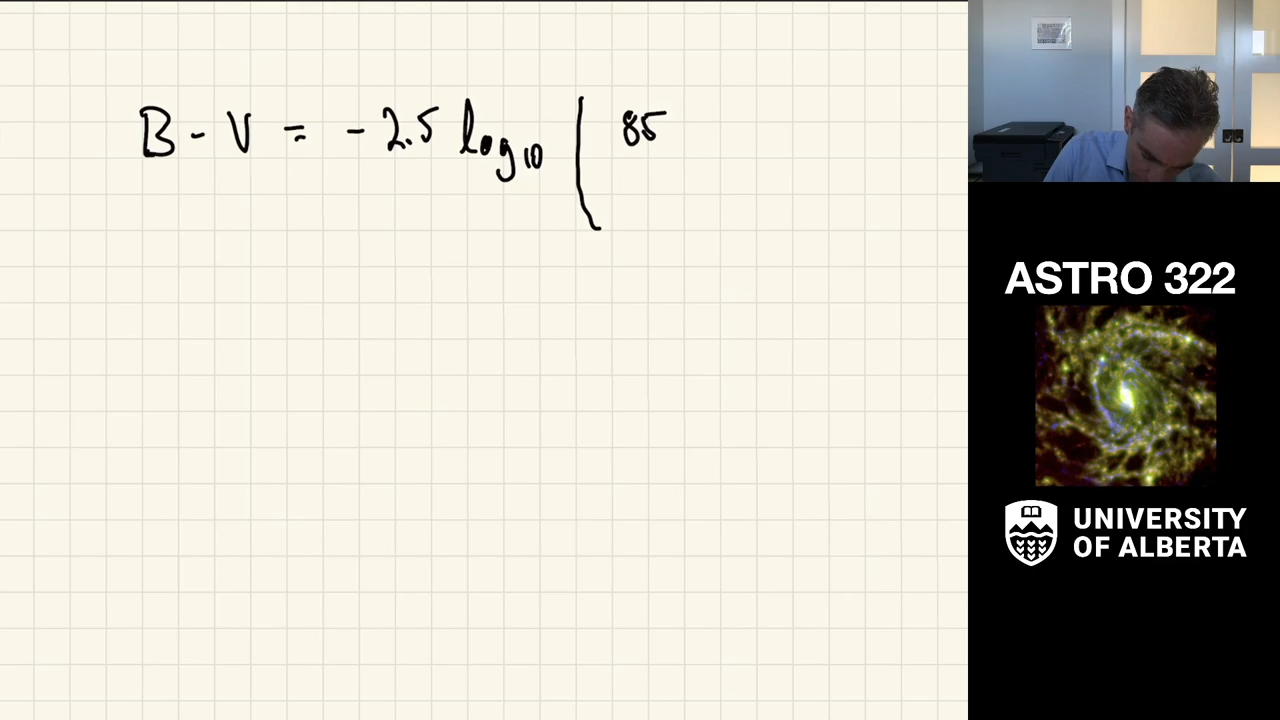 B - V = - 2.5 log₁₀ ( 85
ASTRO 322
UNIVERSITY
OF ALBERTA